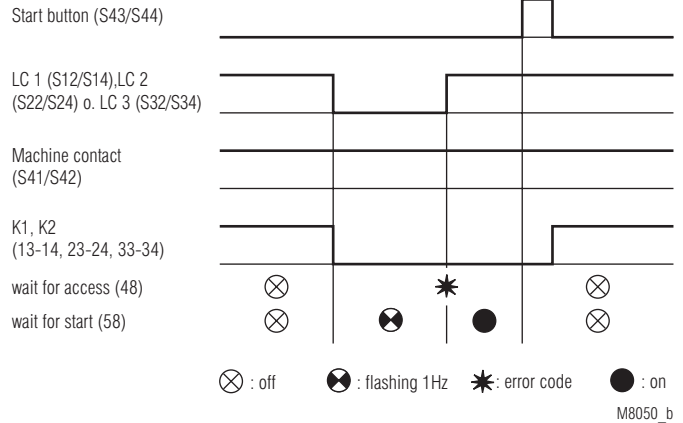 Start button (S43/S44)
LC 1 (S12/S14),LC 2
(S22/S24) o. LC 3 (S32/S34)
Machine contact
(S41/S42)
K1, K2
(13-14, 23-24, 33-34)
wait for access (48)
wait for start (58)
: off : flashing 1Hz : error code : on
M8050_b